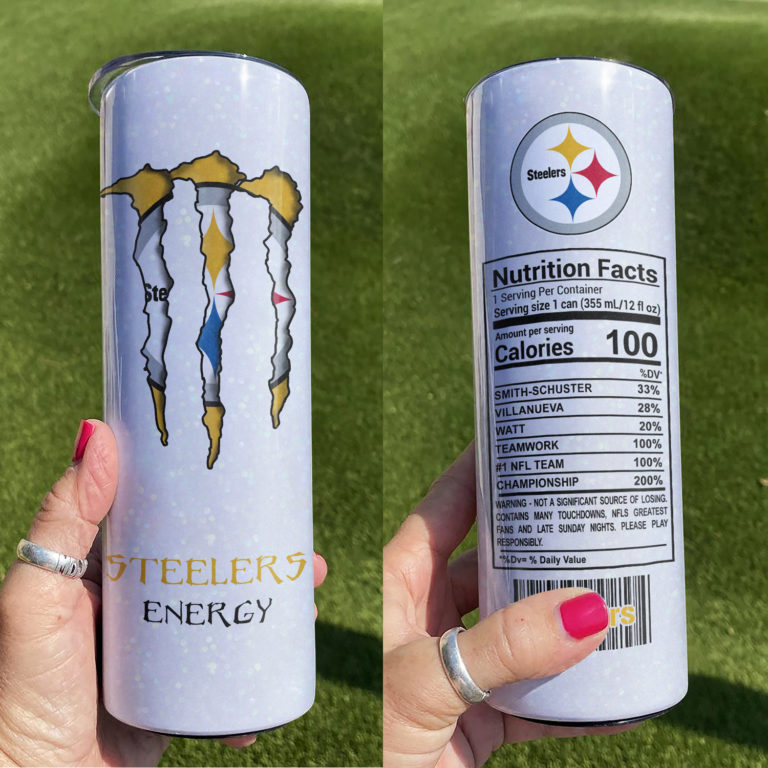 Ste
STEELERS
ENERGY
Steelers
Nutrition Facts
1 Serving Per Container
Serving size 1 can (355 mL/12 fl oz)
Amount per serving
Calories 100
%DV*
SMITH-SCHUSTER 33%
VILLANUEVA 28%
WATT 20%
TEAMWORK 100%
#1 NFL TEAM 100%
CHAMPIONSHIP 200%
WARNING - NOT A SIGNIFICANT SOURCE OF LOSING.
CONTAINS MANY TOUCHDOWNS, NFLS GREATEST
FANS AND LATE SUNDAY NIGHTS. PLEASE PLAY
RESPONSIBLY.
*%Dv= % Daily Value
rs